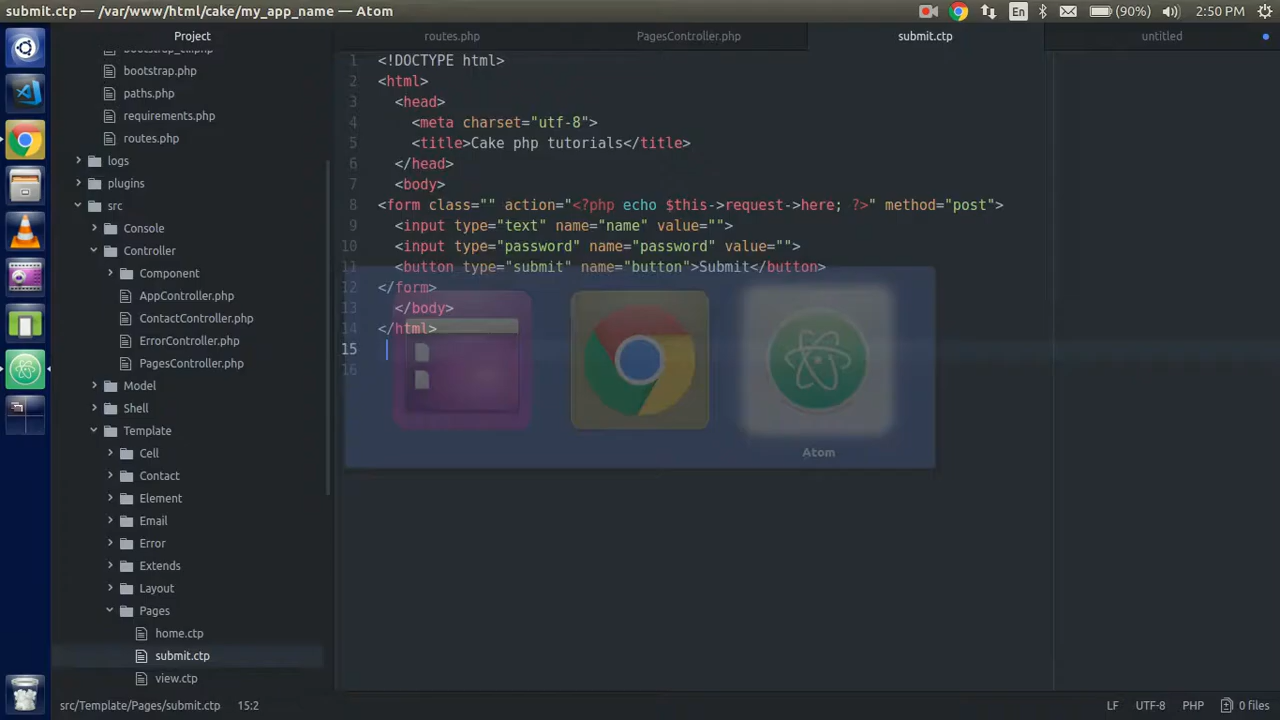 submit.ctp — /var/www/html/cake/my_app_name — Atom
En
(90%)
2:50 PM
Project
bootstrap.php
paths.php
requirements.php
routes.php
logs
plugins
src
Console
Controller
Component
AppController.php
ContactController.php
ErrorController.php
PagesController.php
Model
Shell
Template
Cell
Contact
Element
Email
Error
Extends
Layout
Pages
home.ctp
submit.ctp
view.ctp
routes.php
PagesController.php
submit.ctp
untitled
1 <!DOCTYPE html>
2 <html>
3 <head>
4 <meta charset="utf-8">
5 <title>Cake php tutorials</title>
6 </head>
7 <body>
8 <form class="" action="<?php echo $this->request->here; ?>" method="post">
9 <input type="text" name="name" value="">
10 <input type="password" name="password" value="">
11 <button type="submit" name="button">Submit</button>
12 </form>
13 </body>
14 </html>
15
16
Atom
src/Template/Pages/submit.ctp 15:2
LF
UTF-8
PHP
0 files